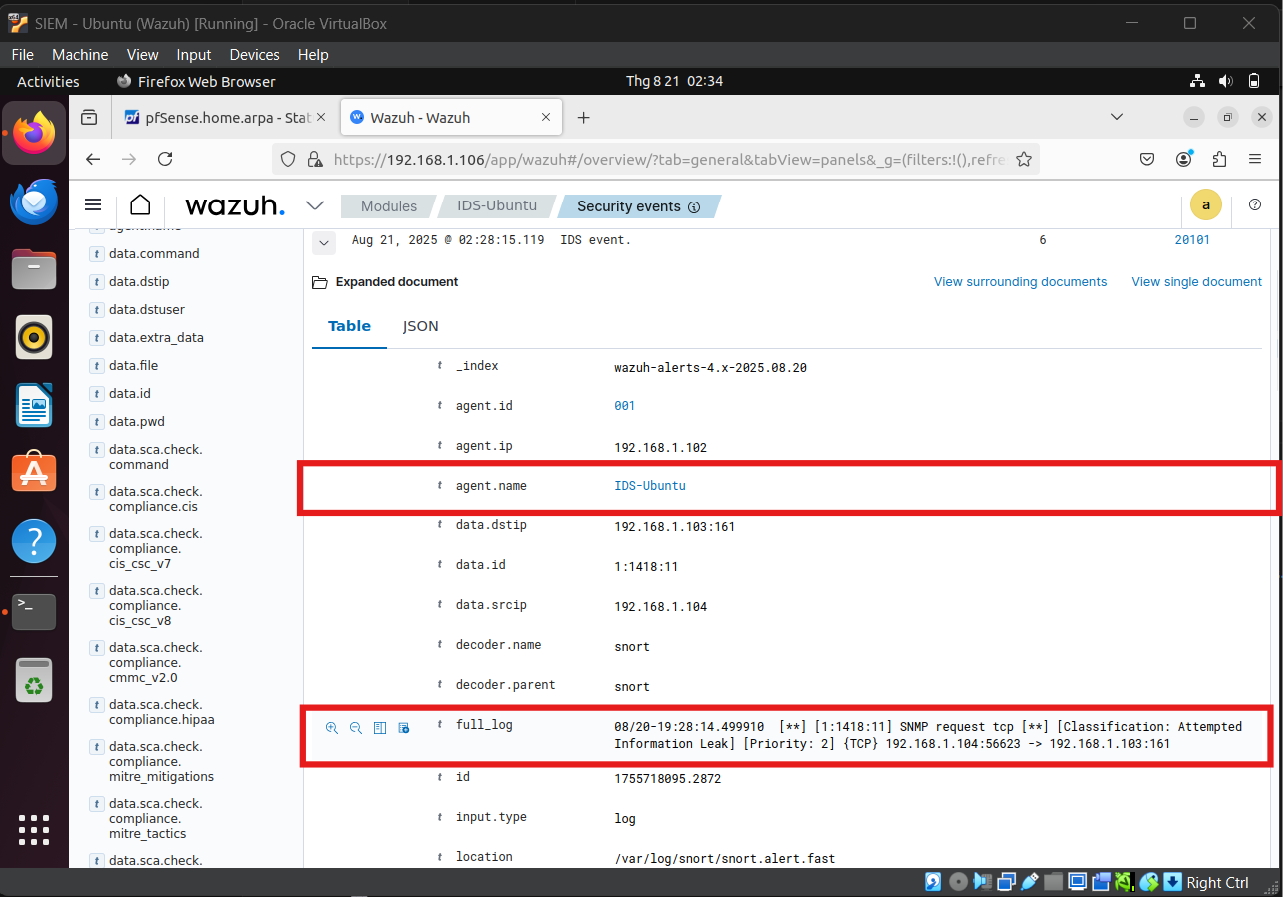 SIEM - Ubuntu (Wazuh) [Running] - Oracle VirtualBox
File Machine View Input Devices Help
Activities Firefox Web Browser Thg 8 21 02:34
pfSense.home.arpa - Stat Wazuh - Wazuh
https://192.168.1.106/app/wazuh#/overview/?tab=general&tabView=panels&_g=(filters:!(),refre
wazuh. Modules IDS-Ubuntu Security events a
agent.name
data.command
data.dstip
data.dstuser
data.extra_data
data.file
data.id
data.pwd
data.sca.check.
command
data.sca.check.
compliance.cis
data.sca.check.
compliance.
cis_csc_v7
data.sca.check.
compliance.
cis_csc_v8
data.sca.check.
compliance.
cmmc_v2.0
data.sca.check.
compliance.hipaa
data.sca.check.
compliance.
mitre_mitigations
data.sca.check.
compliance.
mitre_tactics
data.sca.check.
Aug 21, 2025 @ 02:28:15.119 IDS event. 6 20101
Expanded document View surrounding documents View single document
Table JSON
t _index wazuh-alerts-4.x-2025.08.20
t agent.id 001
t agent.ip 192.168.1.102
t agent.name IDS-Ubuntu
t data.dstip 192.168.1.103:161
t data.id 1:1418:11
t data.srcip 192.168.1.104
t decoder.name snort
t decoder.parent snort
t full_log 08/20-19:28:14.499910 [**] [1:1418:11] SNMP request tcp [**] [Classification: Attempted
Information Leak] [Priority: 2] {TCP} 192.168.1.104:56623 -> 192.168.1.103:161
t id 1755718095.2872
t input.type log
t location /var/log/snort/snort.alert.fast
Right Ctrl